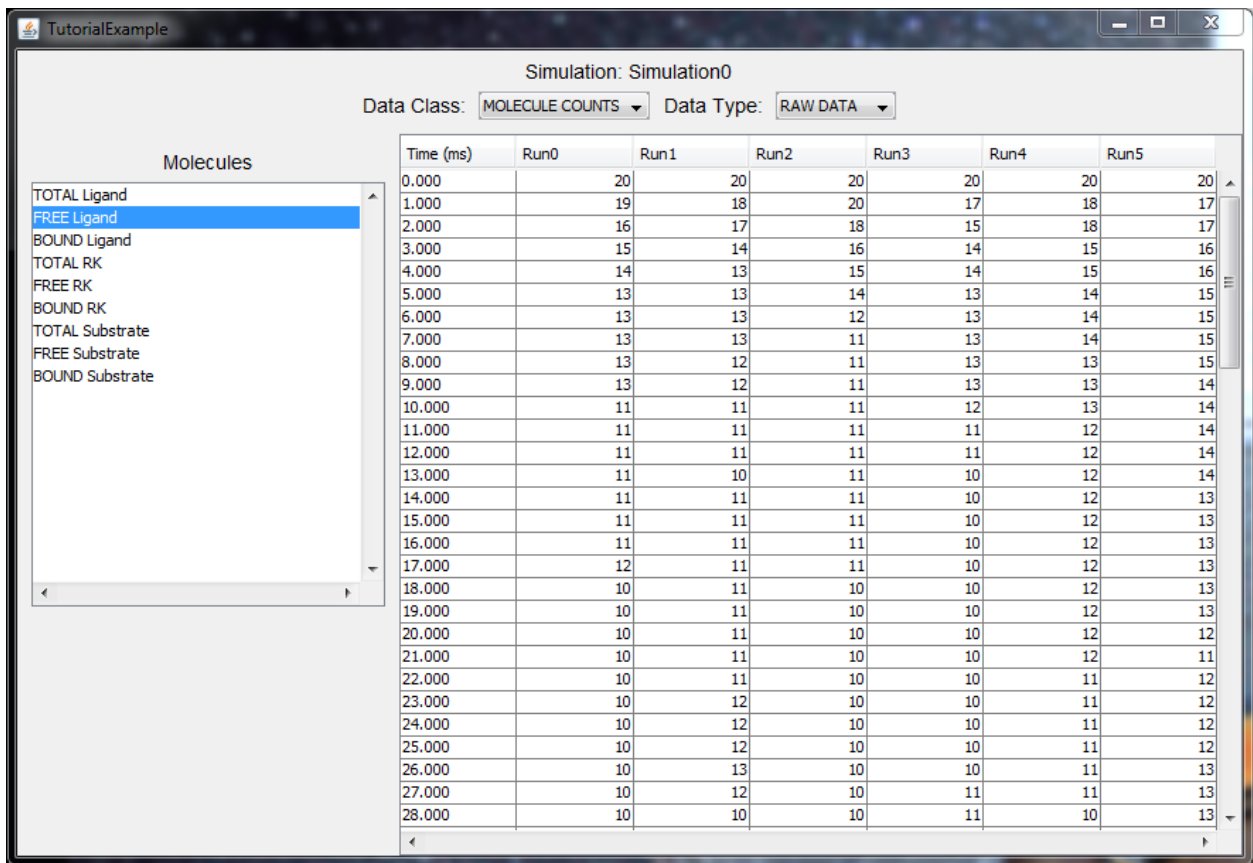 TutorialExample
Simulation: Simulation0
Data Class: MOLECULE COUNTS Data Type: RAW DATA
Molecules
TOTAL Ligand
FREE Ligand
BOUND Ligand
TOTAL RK
FREE RK
BOUND RK
TOTAL Substrate
FREE Substrate
BOUND Substrate
Time (ms) Run0 Run1 Run2 Run3 Run4 Run5
0.000 20 20 20 20 20 20
1.000 19 18 20 17 18 17
2.000 16 17 18 15 18 17
3.000 15 14 16 14 15 16
4.000 14 13 15 14 15 16
5.000 13 13 14 13 14 15
6.000 13 13 12 13 14 15
7.000 13 13 11 13 14 15
8.000 13 12 11 13 13 15
9.000 13 12 11 13 13 14
10.000 11 11 11 12 13 14
11.000 11 11 11 11 12 14
12.000 11 11 11 11 12 14
13.000 11 10 11 10 12 14
14.000 11 11 11 10 12 13
15.000 11 11 11 10 12 13
16.000 11 11 11 10 12 13
17.000 12 11 11 10 12 13
18.000 10 11 10 10 12 13
19.000 10 11 10 10 12 13
20.000 10 11 10 10 12 12
21.000 10 11 10 10 12 11
22.000 10 11 10 10 11 12
23.000 10 12 10 10 11 12
24.000 10 12 10 10 11 12
25.000 10 12 10 10 11 12
26.000 10 13 10 10 11 13
27.000 10 12 10 11 11 13
28.000 10 10 10 11 10 13